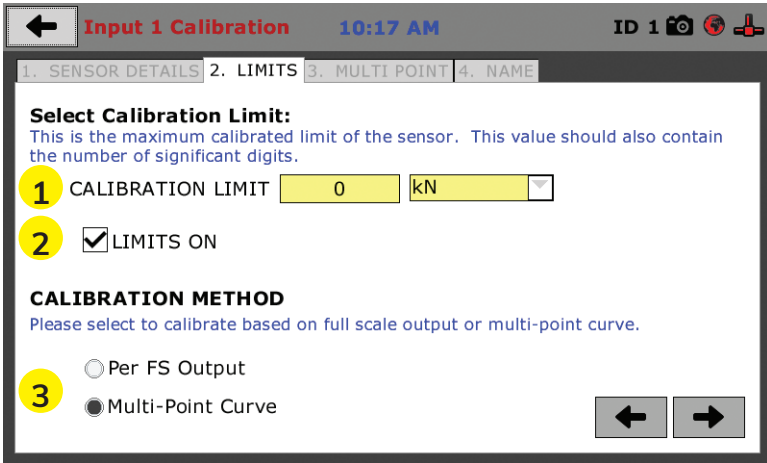 Input 1 Calibration 10:17 AM ID 1
1. SENSOR DETAILS 2. LIMITS 3. MULTI POINT 4. NAME
Select Calibration Limit:
This is the maximum calibrated limit of the sensor. This value should also contain
the number of significant digits.
1 CALIBRATION LIMIT 0 kN
2 LIMITS ON
CALIBRATION METHOD
Please select to calibrate based on full scale output or multi-point curve.
Per FS Output
3
Multi-Point Curve